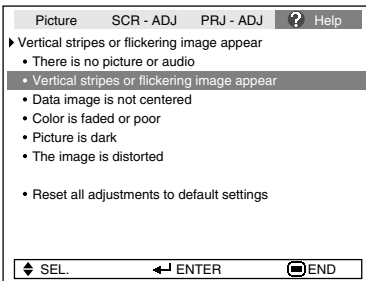 Picture SCR - ADJ PRJ - ADJ ? Help
Vertical stripes or flickering image appear
• There is no picture or audio
• Vertical stripes or flickering image appear
• Data image is not centered
• Color is faded or poor
• Picture is dark
• The image is distorted
• Reset all adjustments to default settings
SEL. ENTER END